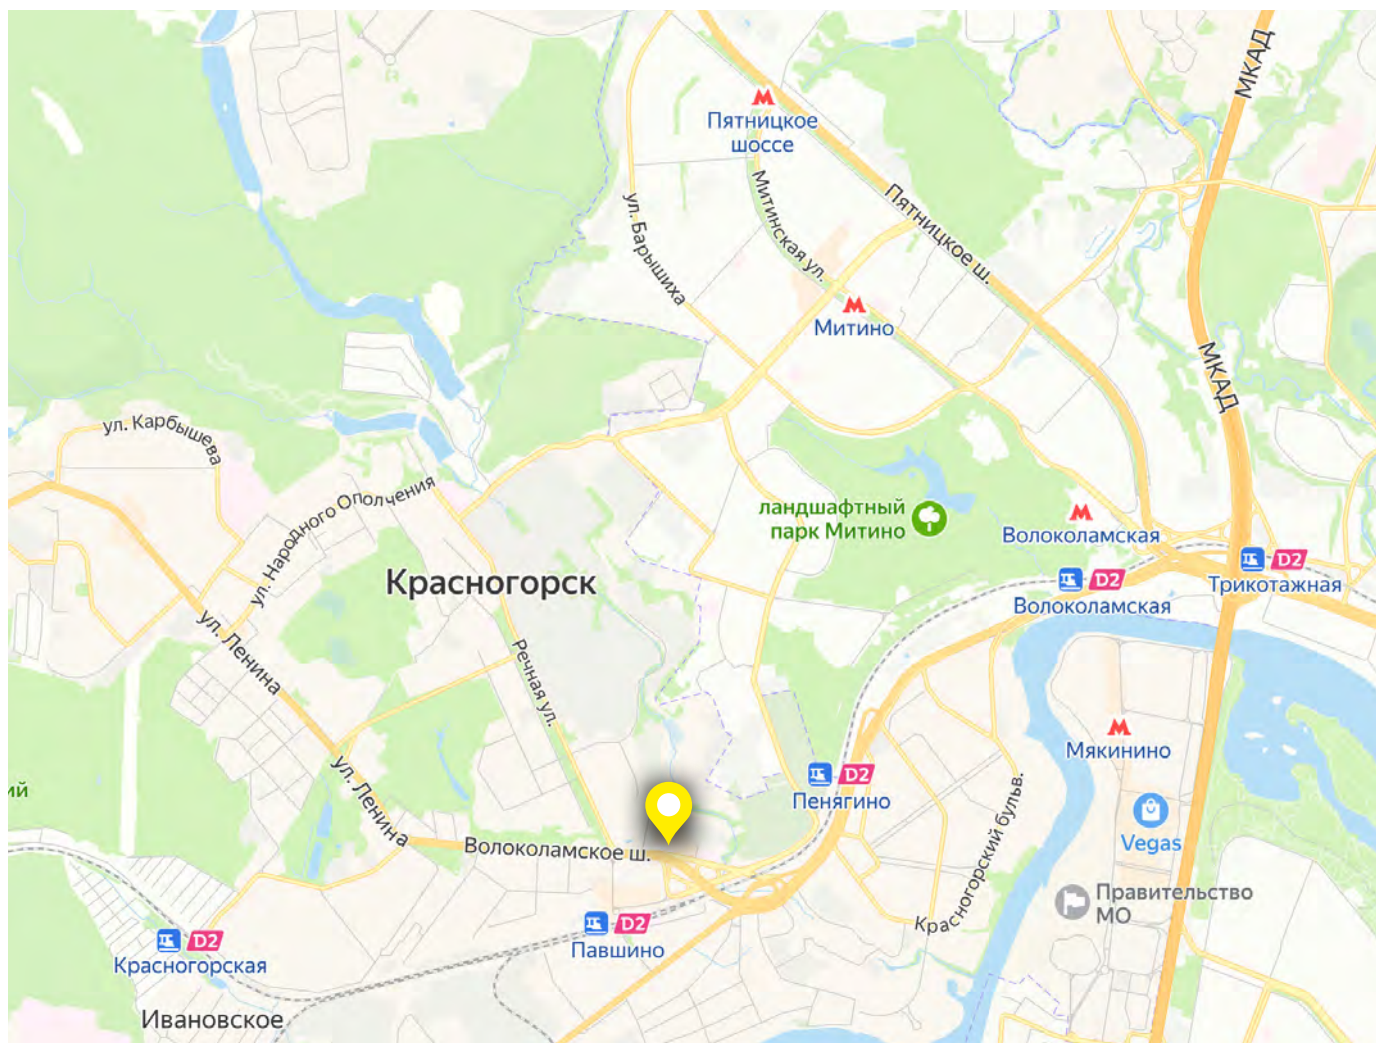 МКАД
Пятницкое
шоссе
Пятницкое ш.
Митинская ул.
ул. Барышиха
Митино
МКАД
ул. Карбышева
ул. Народного Ополчения
ландшафтный
парк Митино
Волоколамская
D2
Трикотажная
D2
Волоколамская
Красногорск
ул. Ленина
Речная ул.
Мякинино
ул. Ленина
D2
Пенягино
ий
Красногорский бульв.
Vegas
Волоколамское ш.
Правительство
МО
D2
Павшино
D2
Красногорская
Ивановское